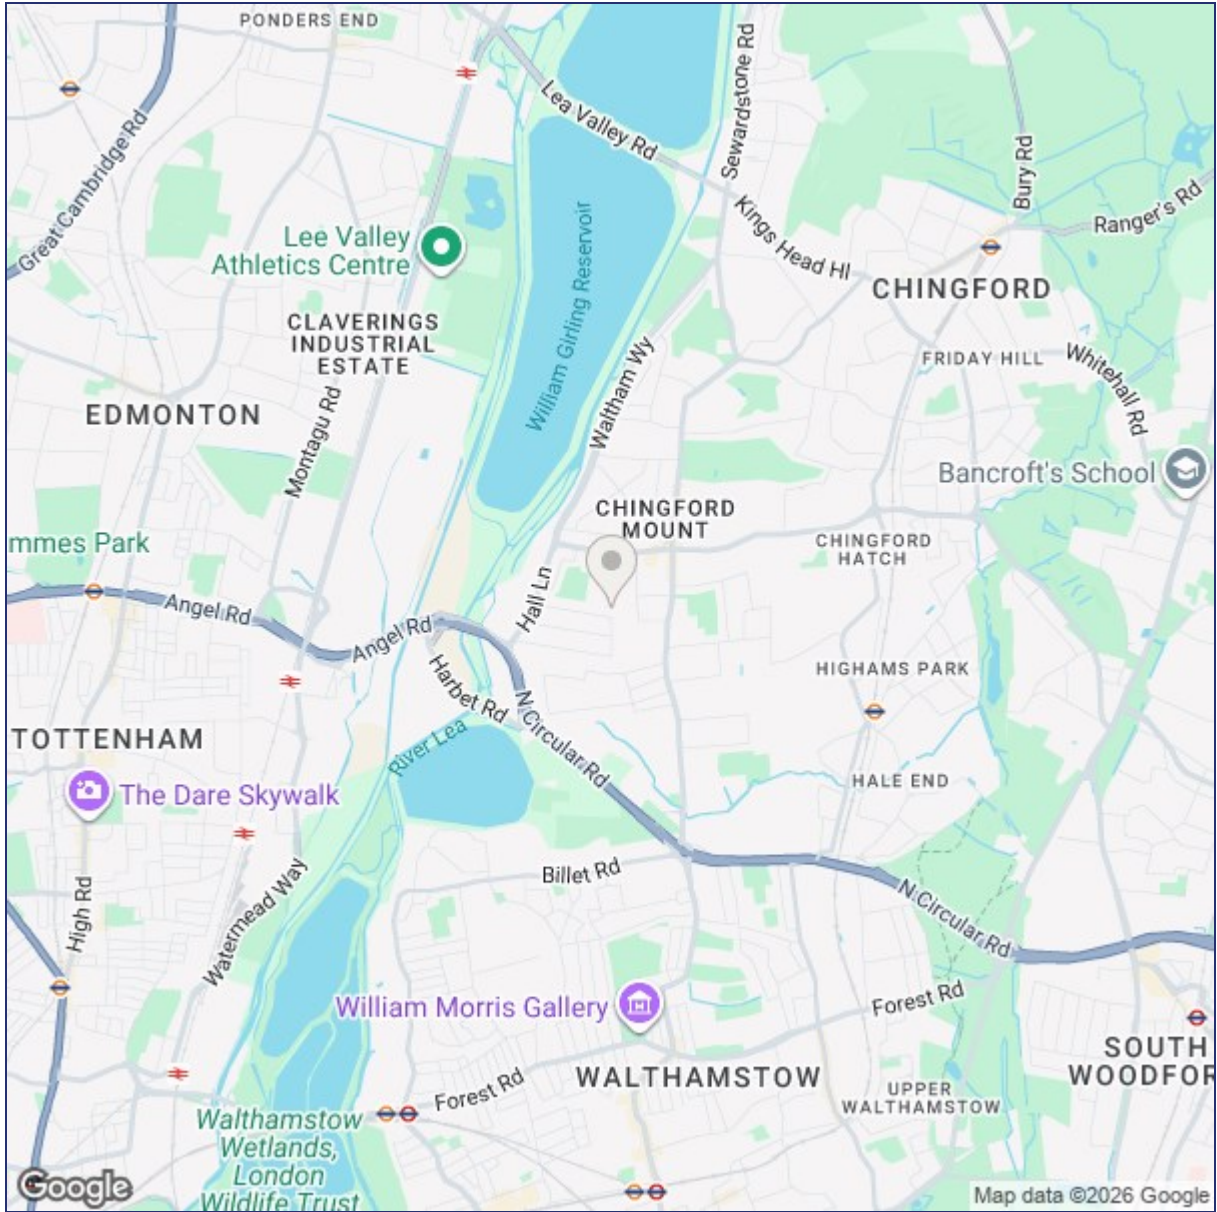 PONDERS END
Great Cambridge Rd
Lea Valley Rd
Sewardstone Rd
Bury Rd
Ranger's Rd
Kings Head Hl
Lee Valley
Athletics Centre
William Girling Reservoir
CHINGFORD
CLAVERINGS
INDUSTRIAL
ESTATE
FRIDAY HILL
Whitehall Rd
Waltham Wy
EDMONTON
Montagu Rd
Bancroft's School
CHINGFORD
MOUNT
CHINGFORD
HATCH
mmes Park
Hall Ln
Angel Rd
Angel Rd
Harbet Rd
HIGHAMS PARK
N Circular Rd
River Lea
TOTTENHAM
The Dare Skywalk
HALE END
Billet Rd
High Rd
Watermead Way
N Circular Rd
William Morris Gallery
Forest Rd
SOUTH
WOODFOR
WALTHAMSTOW
Forest Rd
UPPER
WALTHAMSTOW
Walthamstow
Wetlands,
London
Wildlife Trust
Google
Map data ©2026 Google